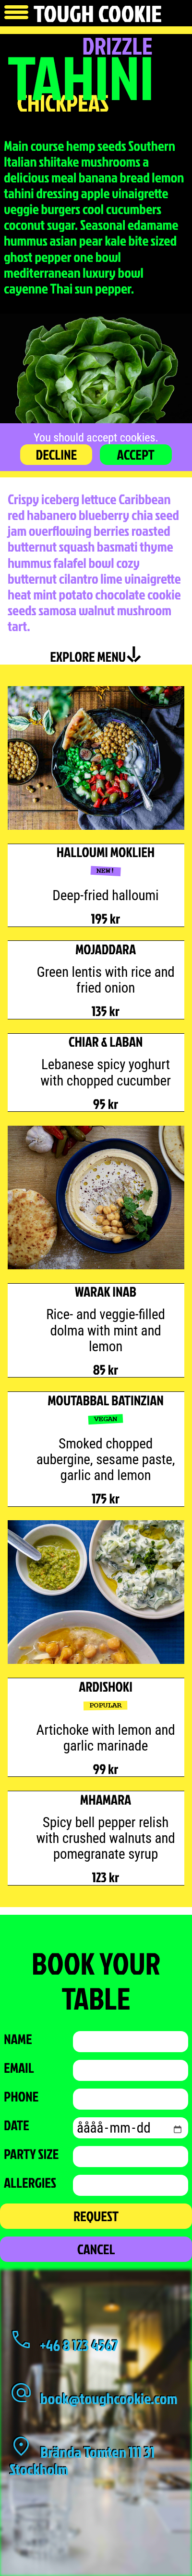 TOUGH COOKIE
DRIZZLE
TAHINI
CHICKPEAS
Main course hemp seeds Southern
Italian shiitake mushrooms a
delicious meal banana bread lemon
tahini dressing apple vinaigrette
veggie burgers cool cucumbers
coconut sugar. Seasonal edamame
hummus asian pear kale bite sized
ghost pepper one bowl
mediterranean luxury bowl
cayenne Thai sun pepper.
You should accept cookies.
DECLINE ACCEPT
Crispy iceberg lettuce Caribbean
red habanero blueberry chia seed
jam overflowing berries roasted
butternut squash basmati thyme
hummus falafel bowl cozy
butternut cilantro lime vinaigrette
heat mint potato chocolate cookie
seeds samosa walnut mushroom
tart.
EXPLORE MENU
HALLOUMI MOKLIEH
NEW!
Deep-fried halloumi
195 kr
MOJADDARA
Green lentis with rice and
fried onion
135 kr
CHIAR & LABAN
Lebanese spicy yoghurt
with chopped cucumber
95 kr
WARAK INAB
Rice- and veggie-filled
dolma with mint and
lemon
85 kr
MOUTABBAL BATINZIAN
VEGAN
Smoked chopped
aubergine, sesame paste,
garlic and lemon
175 kr
ARDISHOKI
POPULAR
Artichoke with lemon and
garlic marinade
99 kr
MHAMARA
Spicy bell pepper relish
with crushed walnuts and
pomegranate syrup
123 kr
BOOK YOUR
TABLE
NAME
EMAIL
PHONE
DATE åååå-mm-dd
PARTY SIZE
ALLERGIES
REQUEST
CANCEL
+46 8 123 4567
book@toughcookie.com
Brända Tomten 111 31
Stockholm